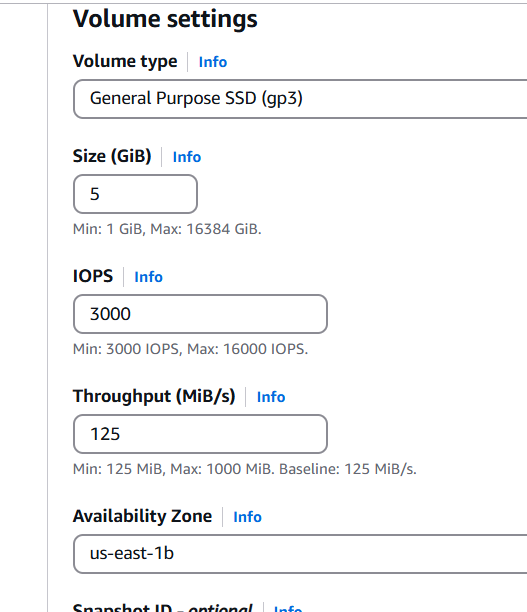 Volume settings
Volume type Info
General Purpose SSD (gp3)
Size (GiB) Info
5
Min: 1 GiB, Max: 16384 GiB.
IOPS Info
3000
Min: 3000 IOPS, Max: 16000 IOPS.
Throughput (MiB/s) Info
125
Min: 125 MiB, Max: 1000 MiB. Baseline: 125 MiB/s.
Availability Zone Info
us-east-1b
Snapshot ID - optional Info